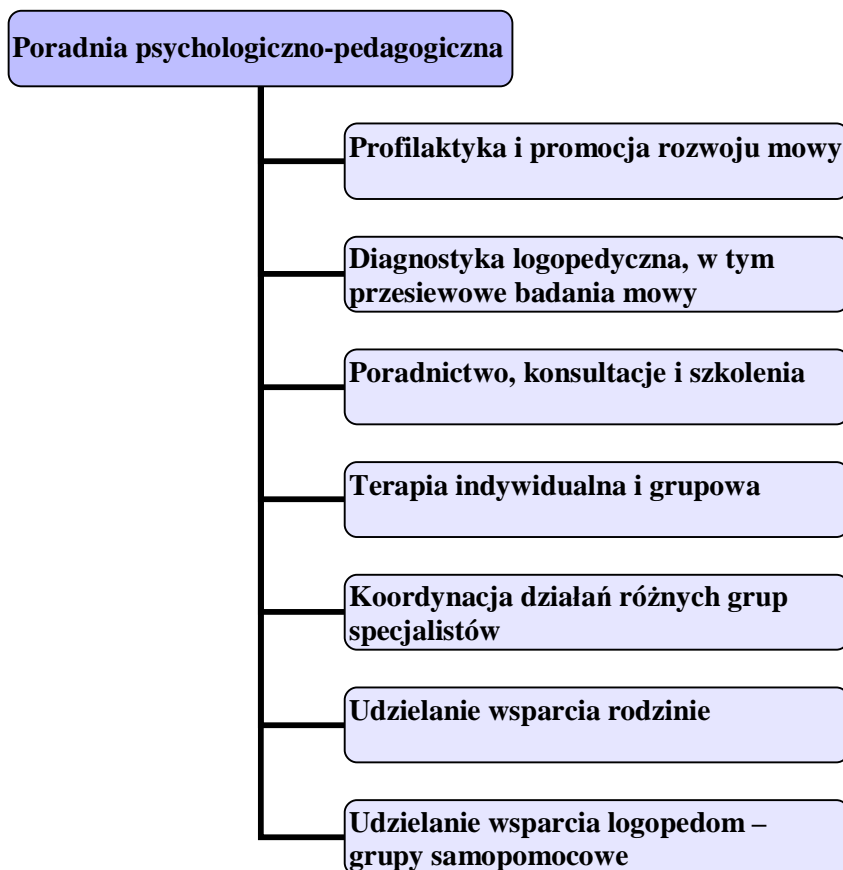 Poradnia psychologiczno-pedagogiczna
Profilaktyka i promocja rozwoju mowy
Diagnostyka logopedyczna, w tym
przesiewowe badania mowy
Poradnictwo, konsultacje i szkolenia
Terapia indywidualna i grupowa
Koordynacja działań różnych grup
specjalistów
Udzielanie wsparcia rodzinie
Udzielanie wsparcia logopedom –
grupy samopomocowe